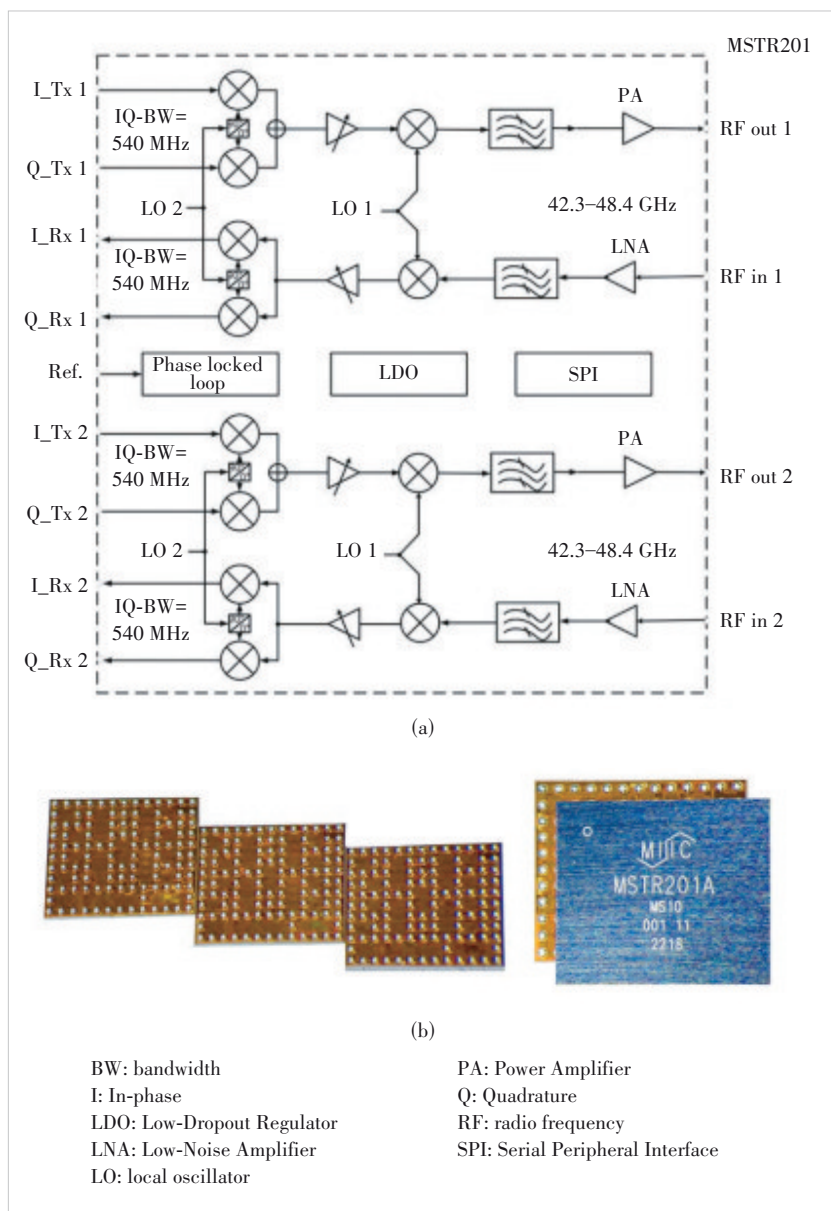 MSTR201
I_Tx 1
IQ-BW=
540 MHz
Q_Tx 1
PA
RF out 1
LO 2
LO 1
42.3–48.4 GHz
I_Rx 1
IQ-BW=
540 MHz
Q_Rx 1
LNA
RF in 1
Ref.
Phase locked
loop
LDO
SPI
I_Tx 2
IQ-BW=
540 MHz
Q_Tx 2
PA
RF out 2
LO 2
LO 1
42.3–48.4 GHz
I_Rx 2
IQ-BW=
540 MHz
Q_Rx 2
LNA
RF in 2
(a)
MSTR201A
MS10
001 11
2218
(b)
BW: bandwidth
I: In-phase
LDO: Low-Dropout Regulator
LNA: Low-Noise Amplifier
LO: local oscillator
PA: Power Amplifier
Q: Quadrature
RF: radio frequency
SPI: Serial Peripheral Interface